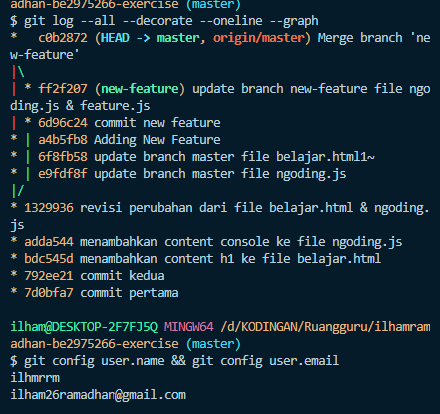 adhan-be2975266-exercise (master)
$ git log --all --decorate --oneline --graph
*   c0b2872 (HEAD -> master, origin/master) Merge branch 'ne
w-feature'
|\
| * ff2f207 (new-feature) update branch new-feature file ngo
ding.js & feature.js
| * 6d96c24 commit new feature
* | a4b5fb8 Adding New Feature
* | 6f8fb58 update branch master file belajar.html1~
* | e9fdf8f update branch master file ngoding.js
|/
* 1329936 revisi perubahan dari file belajar.html & ngoding.
js
* adda544 menambahkan content console ke file ngoding.js
* bdc545d menambahkan content h1 ke file belajar.html
* 792ee21 commit kedua
* 7d0bfa7 commit pertama

ilham@DESKTOP-2F7FJ5Q MINGW64 /d/KODINGAN/Ruangguru/ilhamram
adhan-be2975266-exercise (master)
$ git config user.name && git config user.email
ilhmrrm
ilham26ramadhan@gmail.com